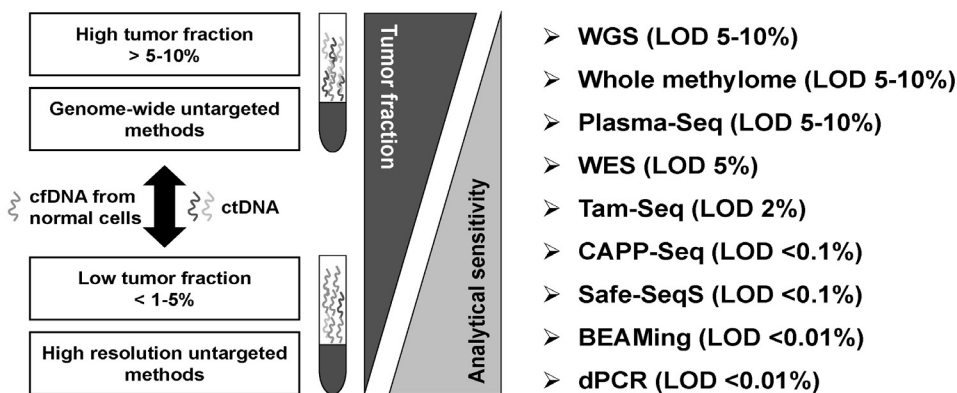 High tumor fraction
> 5-10%
Genome-wide untargeted
methods
cfDNA from
normal cells
ctDNA
Low tumor fraction
< 1-5%
High resolution untargeted
methods
Tumor fraction
Analytical sensitivity
➢ WGS (LOD 5-10%)
➢ Whole methylome (LOD 5-10%)
➢ Plasma-Seq (LOD 5-10%)
➢ WES (LOD 5%)
➢ Tam-Seq (LOD 2%)
➢ CAPP-Seq (LOD <0.1%)
➢ Safe-SeqS (LOD <0.1%)
➢ BEAMing (LOD <0.01%)
➢ dPCR (LOD <0.01%)